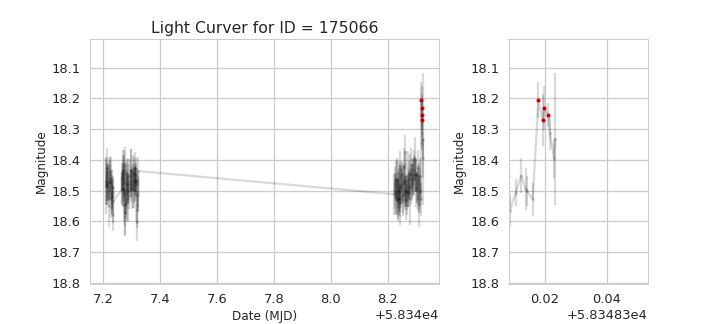 Light Curver for ID = 175066
18.1
18.2
18.3
18.4
18.5
18.6
18.7
18.8
Magnitude
7.2 7.4 7.6 7.8 8.0 8.2
Date (MJD)
+5.834e4
18.1
18.2
18.3
18.4
18.5
18.6
18.7
18.8
Magnitude
0.02 0.04
+5.83483e4